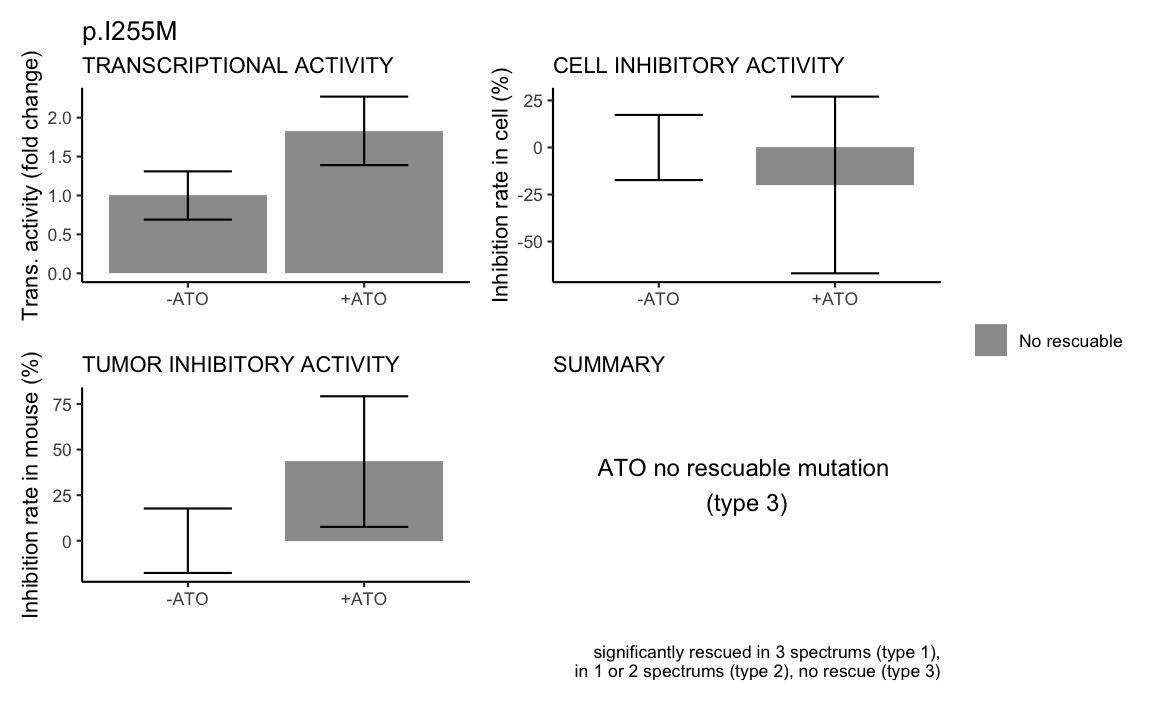 p.I255M
TRANSCRIPTIONAL ACTIVITY
Trans. activity (fold change)
2.0
1.5
1.0
0.5
0.0
-ATO
+ATO
CELL INHIBITORY ACTIVITY
Inhibition rate in cell (%)
25
0
-25
-50
-ATO
+ATO
No rescuable
TUMOR INHIBITORY ACTIVITY
Inhibition rate in mouse (%)
75
50
25
0
-ATO
+ATO
SUMMARY
ATO no rescuable mutation
(type 3)
significantly rescued in 3 spectrums (type 1),
in 1 or 2 spectrums (type 2), no rescue (type 3)